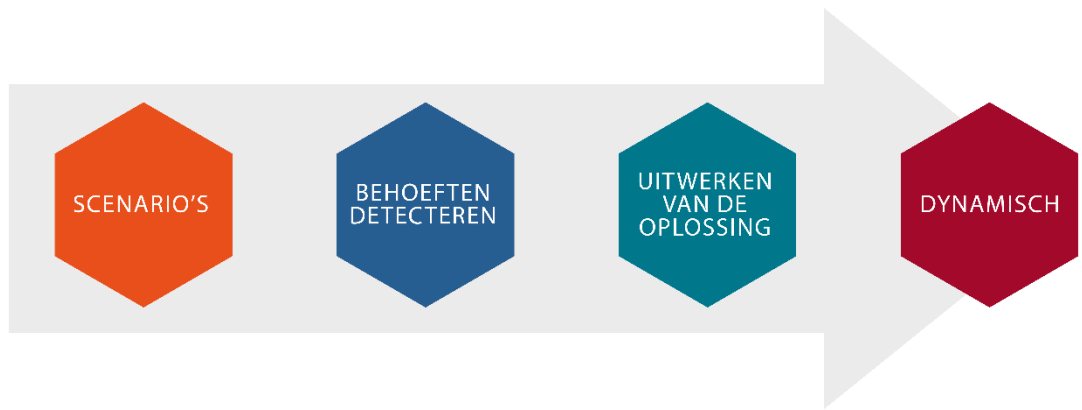 SCENARIO’S
BEHOEFTEN
DETECTEREN
UITWERKEN
VAN DE
OPLOSSING
DYNAMISCH